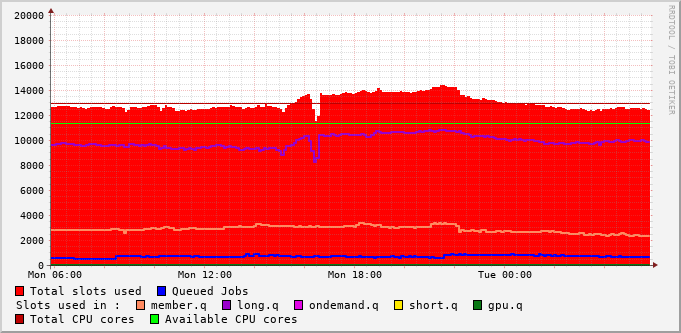 20000
18000
16000
14000
12000
10000
8000
6000
4000
2000
0
Mon 06:00 Mon 12:00 Mon 18:00 Tue 00:00
RRDTOOL / TOBI OETIKER
Total slots used Queued Jobs
Slots used in : member.q long.q ondemand.q short.q gpu.q
Total CPU cores Available CPU cores